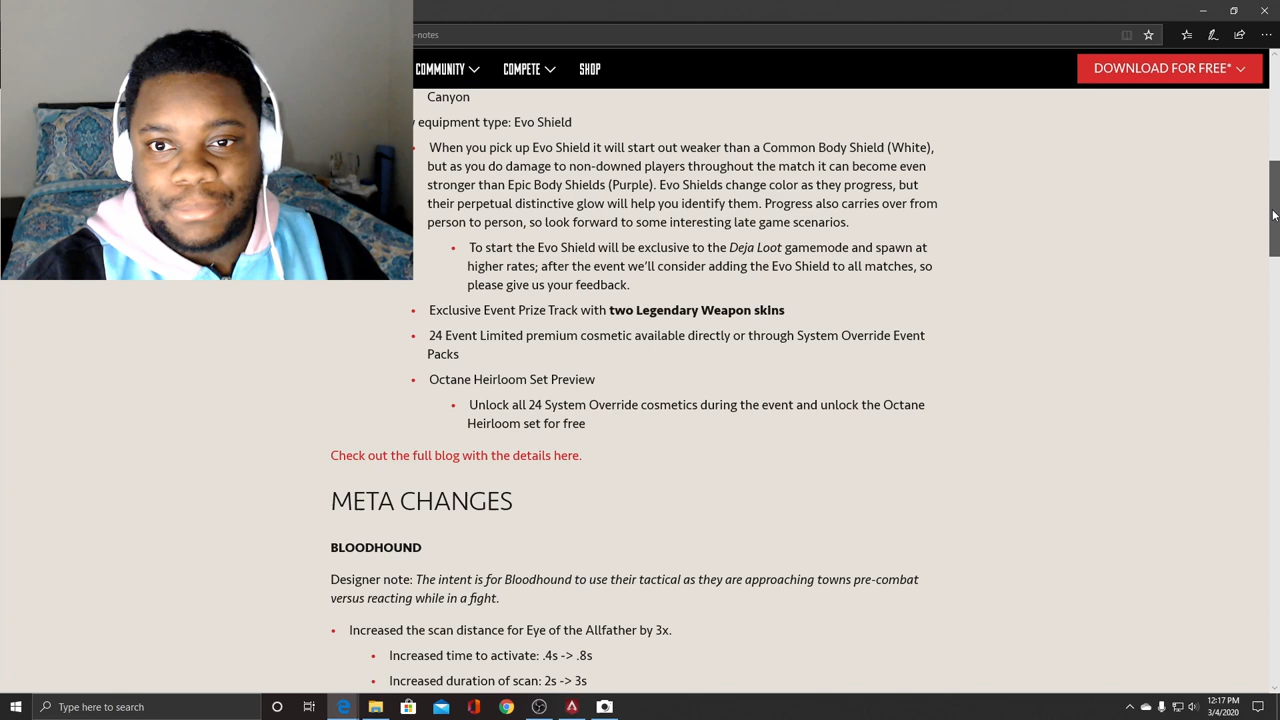 -notes
COMMUNITY
COMPETE
SHOP
DOWNLOAD FOR FREE*
Canyon
equipment type: Evo Shield
• When you pick up Evo Shield it will start out weaker than a Common Body Shield (White),
but as you do damage to non-downed players throughout the match it can become even
stronger than Epic Body Shields (Purple). Evo Shields change color as they progress, but
their perpetual distinctive glow will help you identify them. Progress also carries over from
person to person, so look forward to some interesting late game scenarios.
• To start the Evo Shield will be exclusive to the Deja Loot gamemode and spawn at
higher rates; after the event we'll consider adding the Evo Shield to all matches, so
please give us your feedback.
• Exclusive Event Prize Track with two Legendary Weapon skins
• 24 Event Limited premium cosmetic available directly or through System Override Event
Packs
• Octane Heirloom Set Preview
• Unlock all 24 System Override cosmetics during the event and unlock the Octane
Heirloom set for free
Check out the full blog with the details here.
META CHANGES
BLOODHOUND
Designer note: The intent is for Bloodhound to use their tactical as they are approaching towns pre-combat
versus reacting while in a fight.
• Increased the scan distance for Eye of the Allfather by 3x.
• Increased time to activate: .4s -> .8s
• Increased duration of scan: 2s -> 3s
Type here to search
12:17 PM
3/4/2020